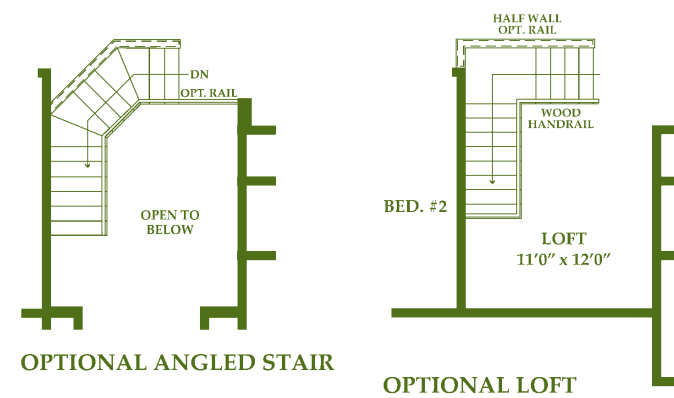 DN
OPT. RAIL
OPEN TO
BELOW
OPTIONAL ANGLED STAIR
HALF WALL
OPT. RAIL
WOOD
HANDRAIL
BED. #2
LOFT
11'0" x 12'0"
OPTIONAL LOFT